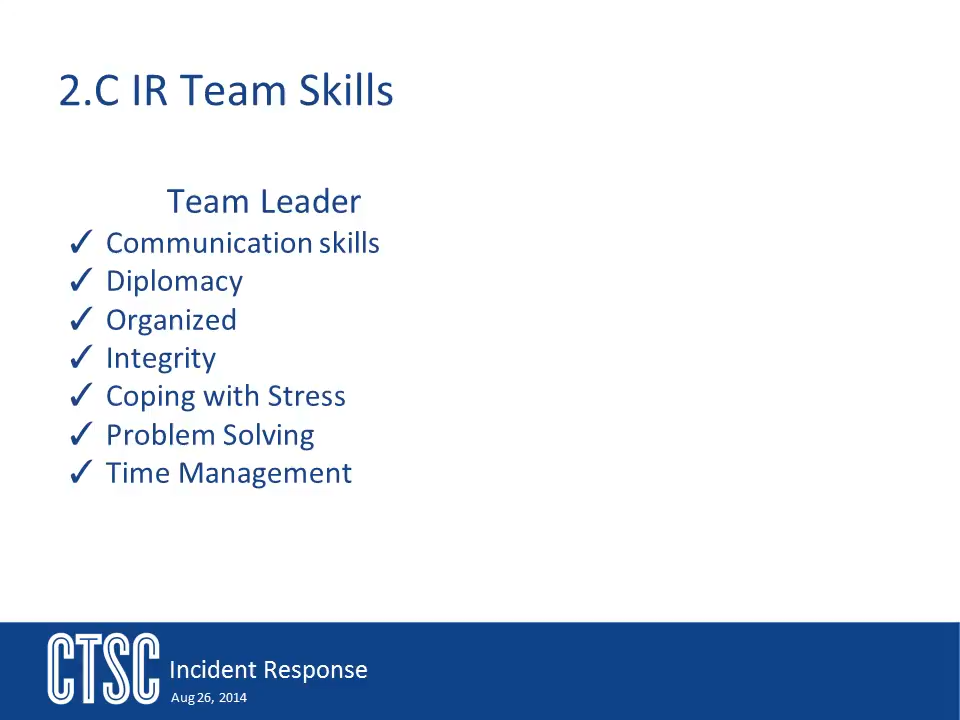 2.C IR Team Skills
Team Leader
✓ Communication skills
✓ Diplomacy
✓ Organized
✓ Integrity
✓ Coping with Stress
✓ Problem Solving
✓ Time Management
CTSC Incident Response
Aug 26, 2014